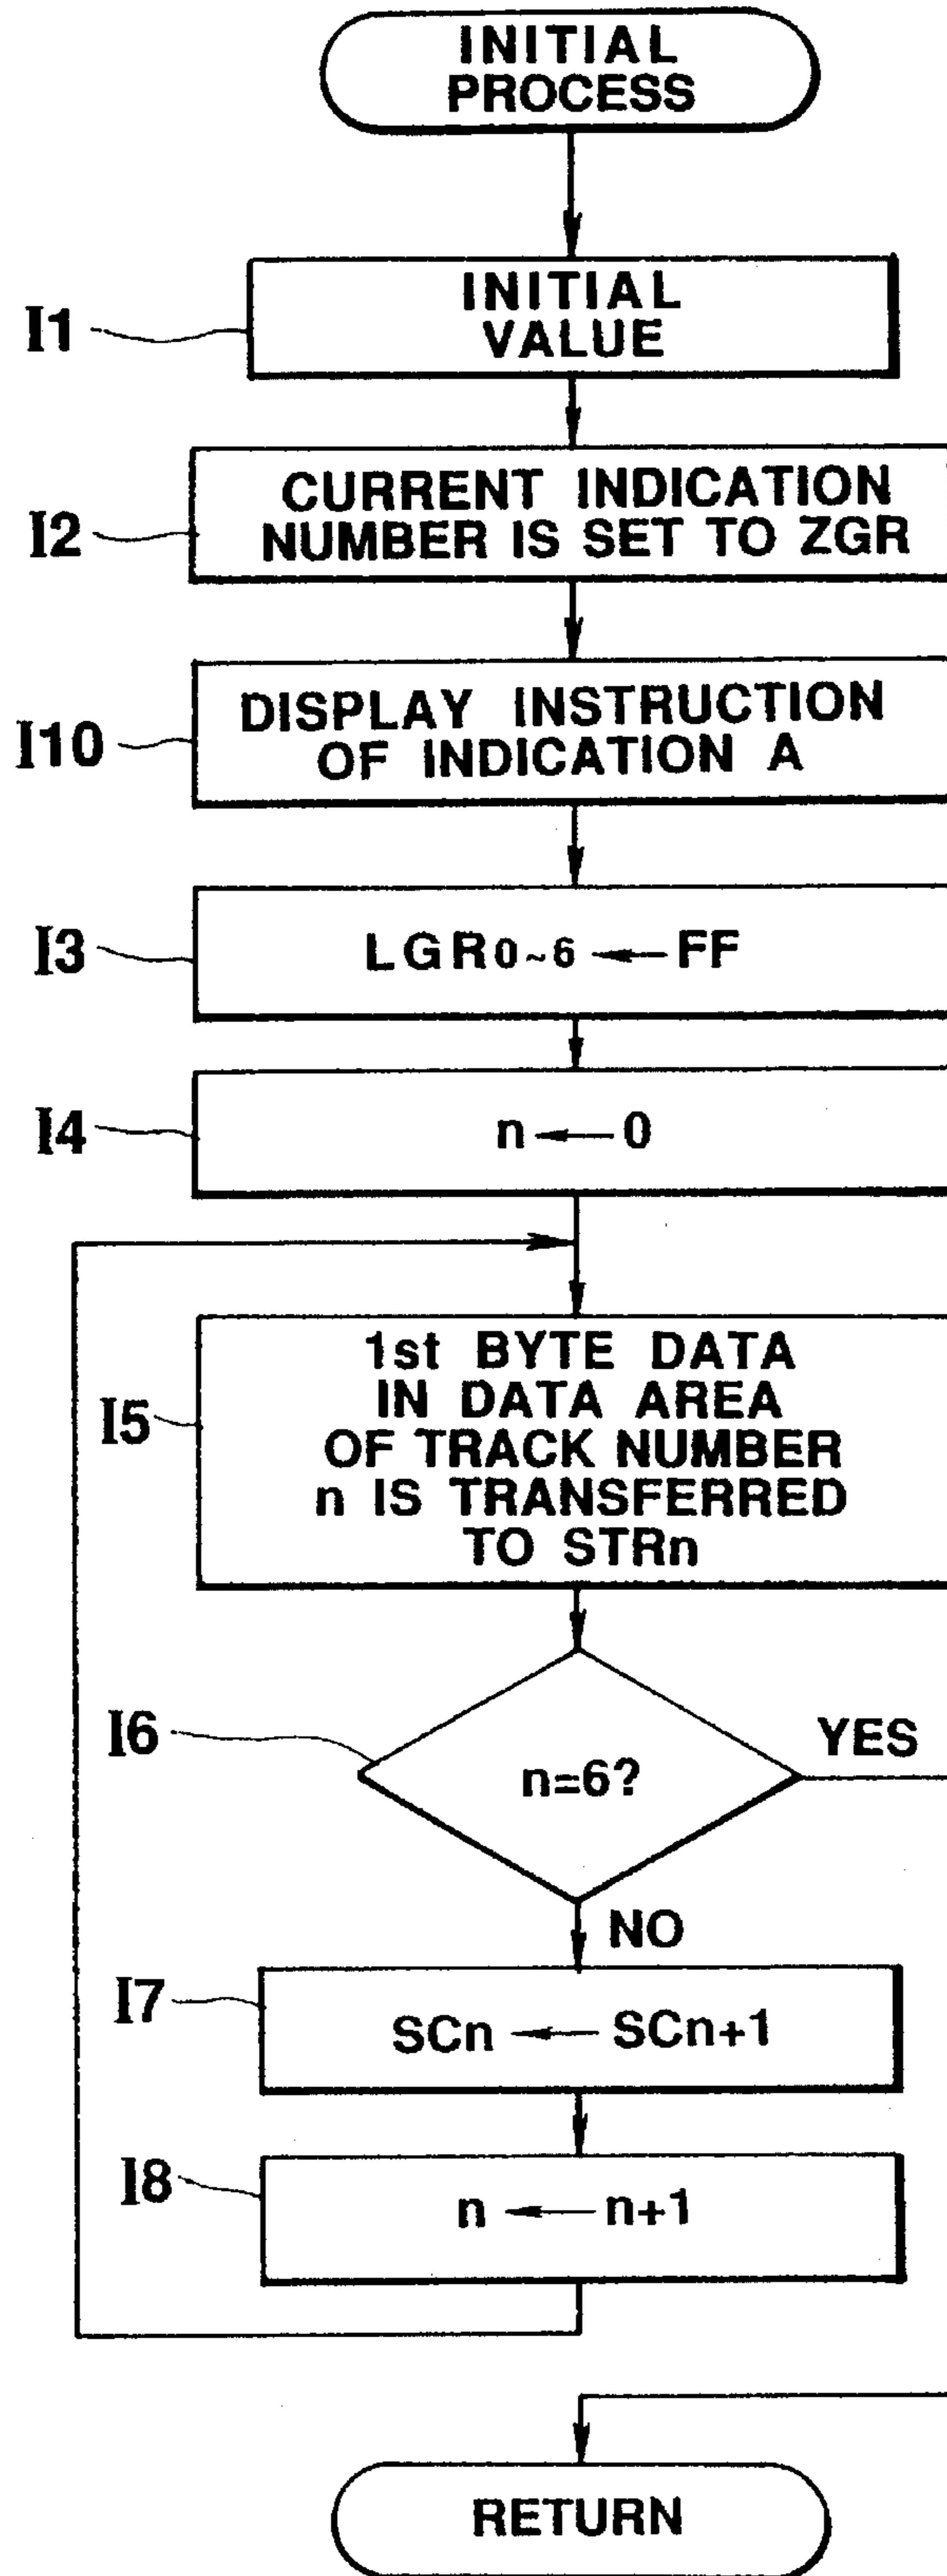 INITIAL
PROCESS
I1
INITIAL
VALUE
I2
CURRENT INDICATION
NUMBER IS SET TO ZGR
I10
DISPLAY INSTRUCTION
OF INDICATION A
I3
LGR0~6 ← FF
I4
n ← 0
I5
1st BYTE DATA
IN DATA AREA
OF TRACK NUMBER
n IS TRANSFERRED
TO STRn
I6
n=6?
YES
NO
I7
SCn ← SCn+1
I8
n ← n+1
RETURN